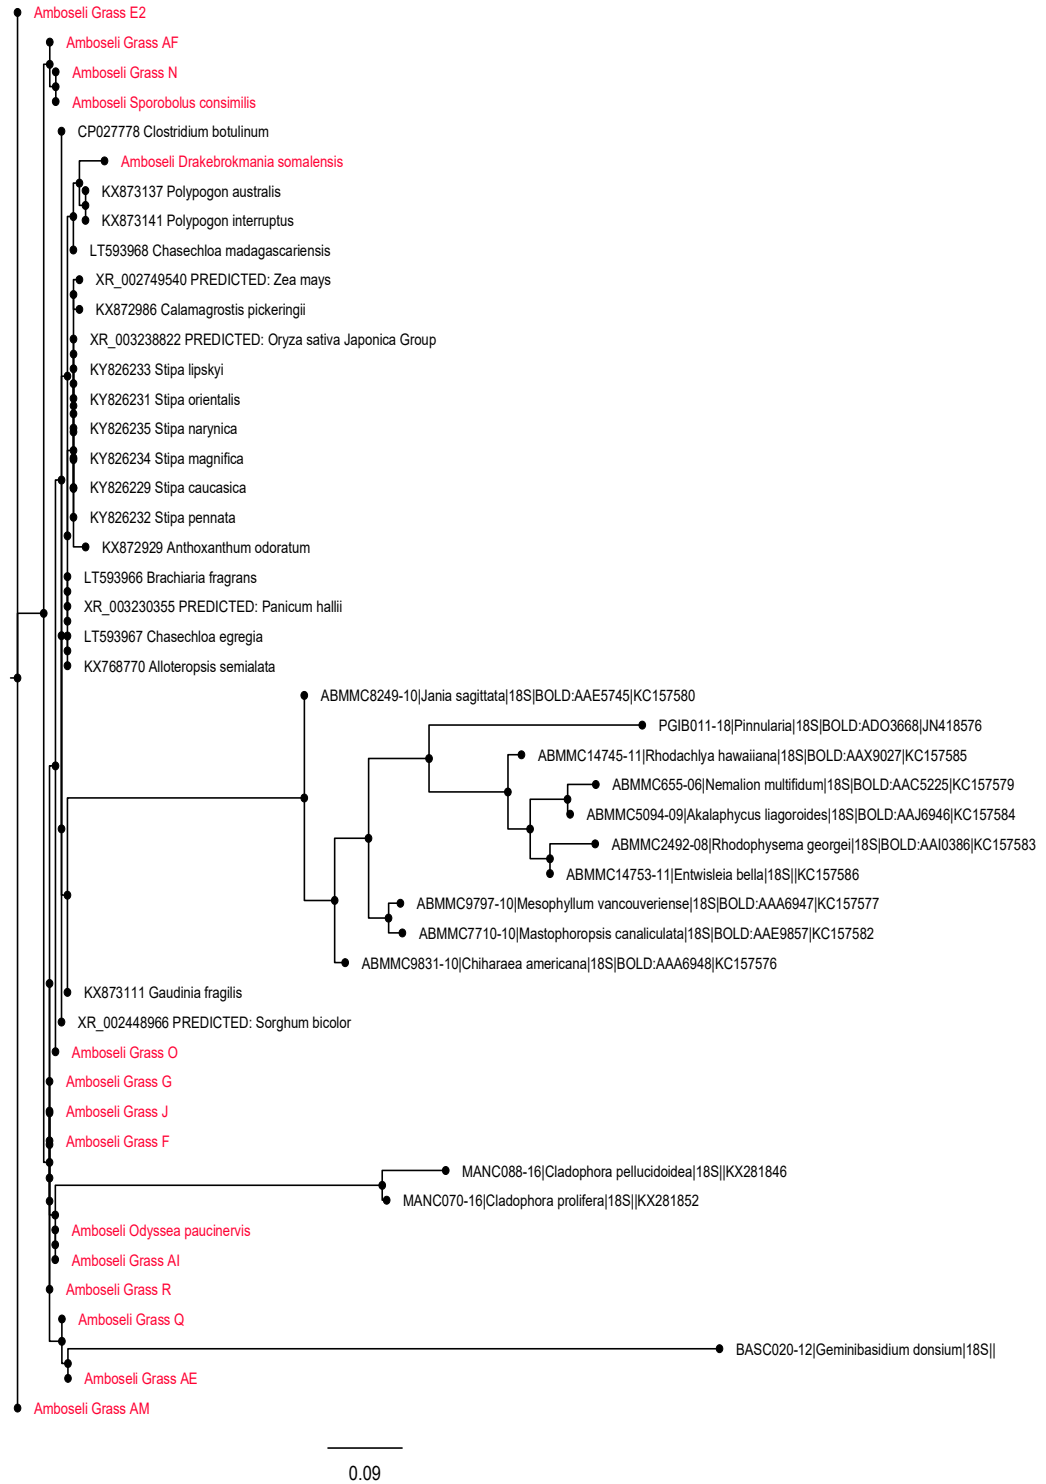 Amboseli Grass E2
Amboseli Grass AF
Amboseli Grass N
Amboseli Sporobolus consimilis
CP027778 Clostridium botulinum
Amboseli Drakebrokmania somalensis
KX873137 Polypogon australis
KX873141 Polypogon interruptus
LT593968 Chasechloa madagascariensis
XR_002749540 PREDICTED: Zea mays
KX872986 Calamagrostis pickeringii
XR_003238822 PREDICTED: Oryza sativa Japonica Group
KY826233 Stipa lipskyi
KY826231 Stipa orientalis
KY826235 Stipa narynica
KY826234 Stipa magnifica
KY826229 Stipa caucasica
KY826232 Stipa pennata
KX872929 Anthoxanthum odoratum
LT593966 Brachiaria fragrans
XR_003230355 PREDICTED: Panicum hallii
LT593967 Chasechloa egregia
KX768770 Alloteropsis semialata
ABMMC8249-10|Jania sagittata|18S|BOLD:AAE5745|KC157580
PGIB011-18|Pinnularia|18S|BOLD:ADO3668|JN418576
ABMMC14745-11|Rhodachlya hawaiiana|18S|BOLD:AAX9027|KC157585
ABMMC655-06|Nemalion multifidum|18S|BOLD:AAC5225|KC157579
ABMMC5094-09|Akalaphycus liagoroides|18S|BOLD:AAJ6946|KC157584
ABMMC2492-08|Rhodophysema georgei|18S|BOLD:AAI0386|KC157583
ABMMC14753-11|Entwisleia bella|18S||KC157586
ABMMC9797-10|Mesophyllum vancouveriense|18S|BOLD:AAA6947|KC157577
ABMMC7710-10|Mastophoropsis canaliculata|18S|BOLD:AAE9857|KC157582
ABMMC9831-10|Chiharaea americana|18S|BOLD:AAA6948|KC157576
KX873111 Gaudinia fragilis
XR_002448966 PREDICTED: Sorghum bicolor
Amboseli Grass O
Amboseli Grass G
Amboseli Grass J
Amboseli Grass F
MANC088-16|Cladophora pellucidoidea|18S||KX281846
MANC070-16|Cladophora prolifera|18S||KX281852
Amboseli Odyssea paucinervis
Amboseli Grass AI
Amboseli Grass R
Amboseli Grass Q
BASC020-12|Geminibasidium donsium|18S||
Amboseli Grass AE
Amboseli Grass AM
0.09